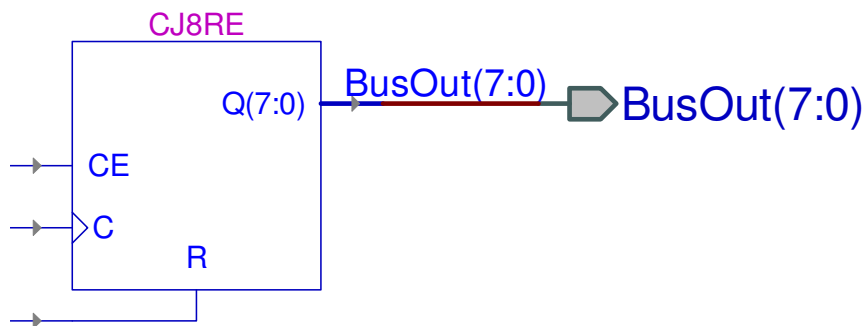 CJ8RE
BusOut(7:0)
Q(7:0)
BusOut(7:0)
CE
C
R